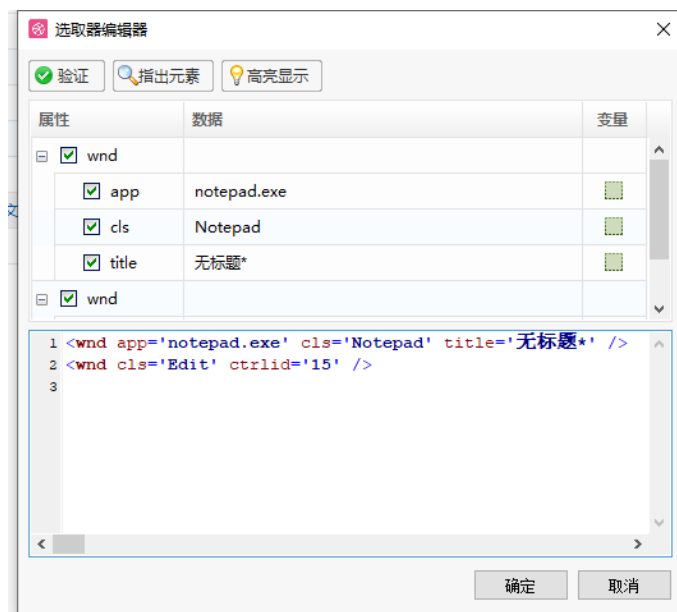 选取器编辑器
验证 指出元素 高亮显示
属性 数据 变量
wnd
app notepad.exe
cls Notepad
title 无标题*
wnd
1 <wnd app='notepad.exe' cls='Notepad' title='无标题*' />
2 <wnd cls='Edit' ctrlid='15' />
3
确定 取消